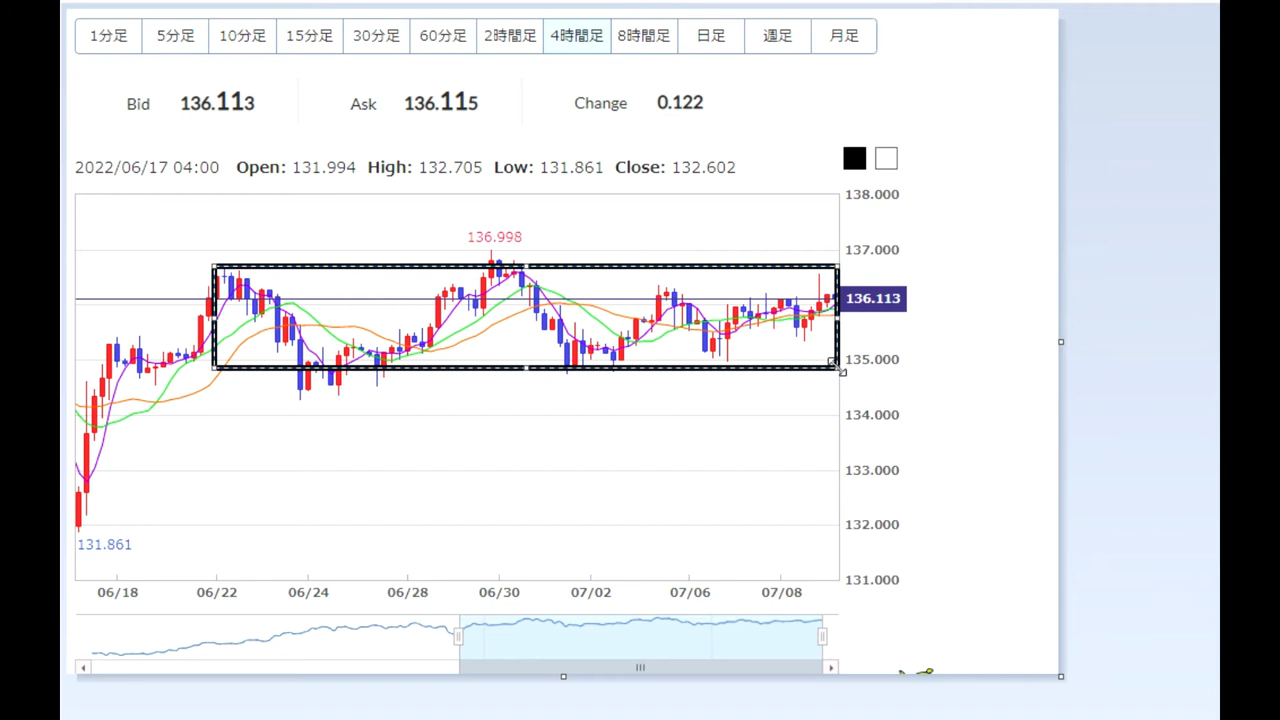 1分足 5分足 10分足 15分足 30分足 60分足 2時間足 4時間足 8時間足 日足 週足 月足
Bid 136.113 Ask 136.115 Change 0.122
2022/06/17 04:00 Open: 131.994 High: 132.705 Low: 131.861 Close: 132.602
138.000
136.998
137.000
136.113
135.000
134.000
133.000
132.000
131.861
131.000
06/18 06/22 06/24 06/28 06/30 07/02 07/06 07/08